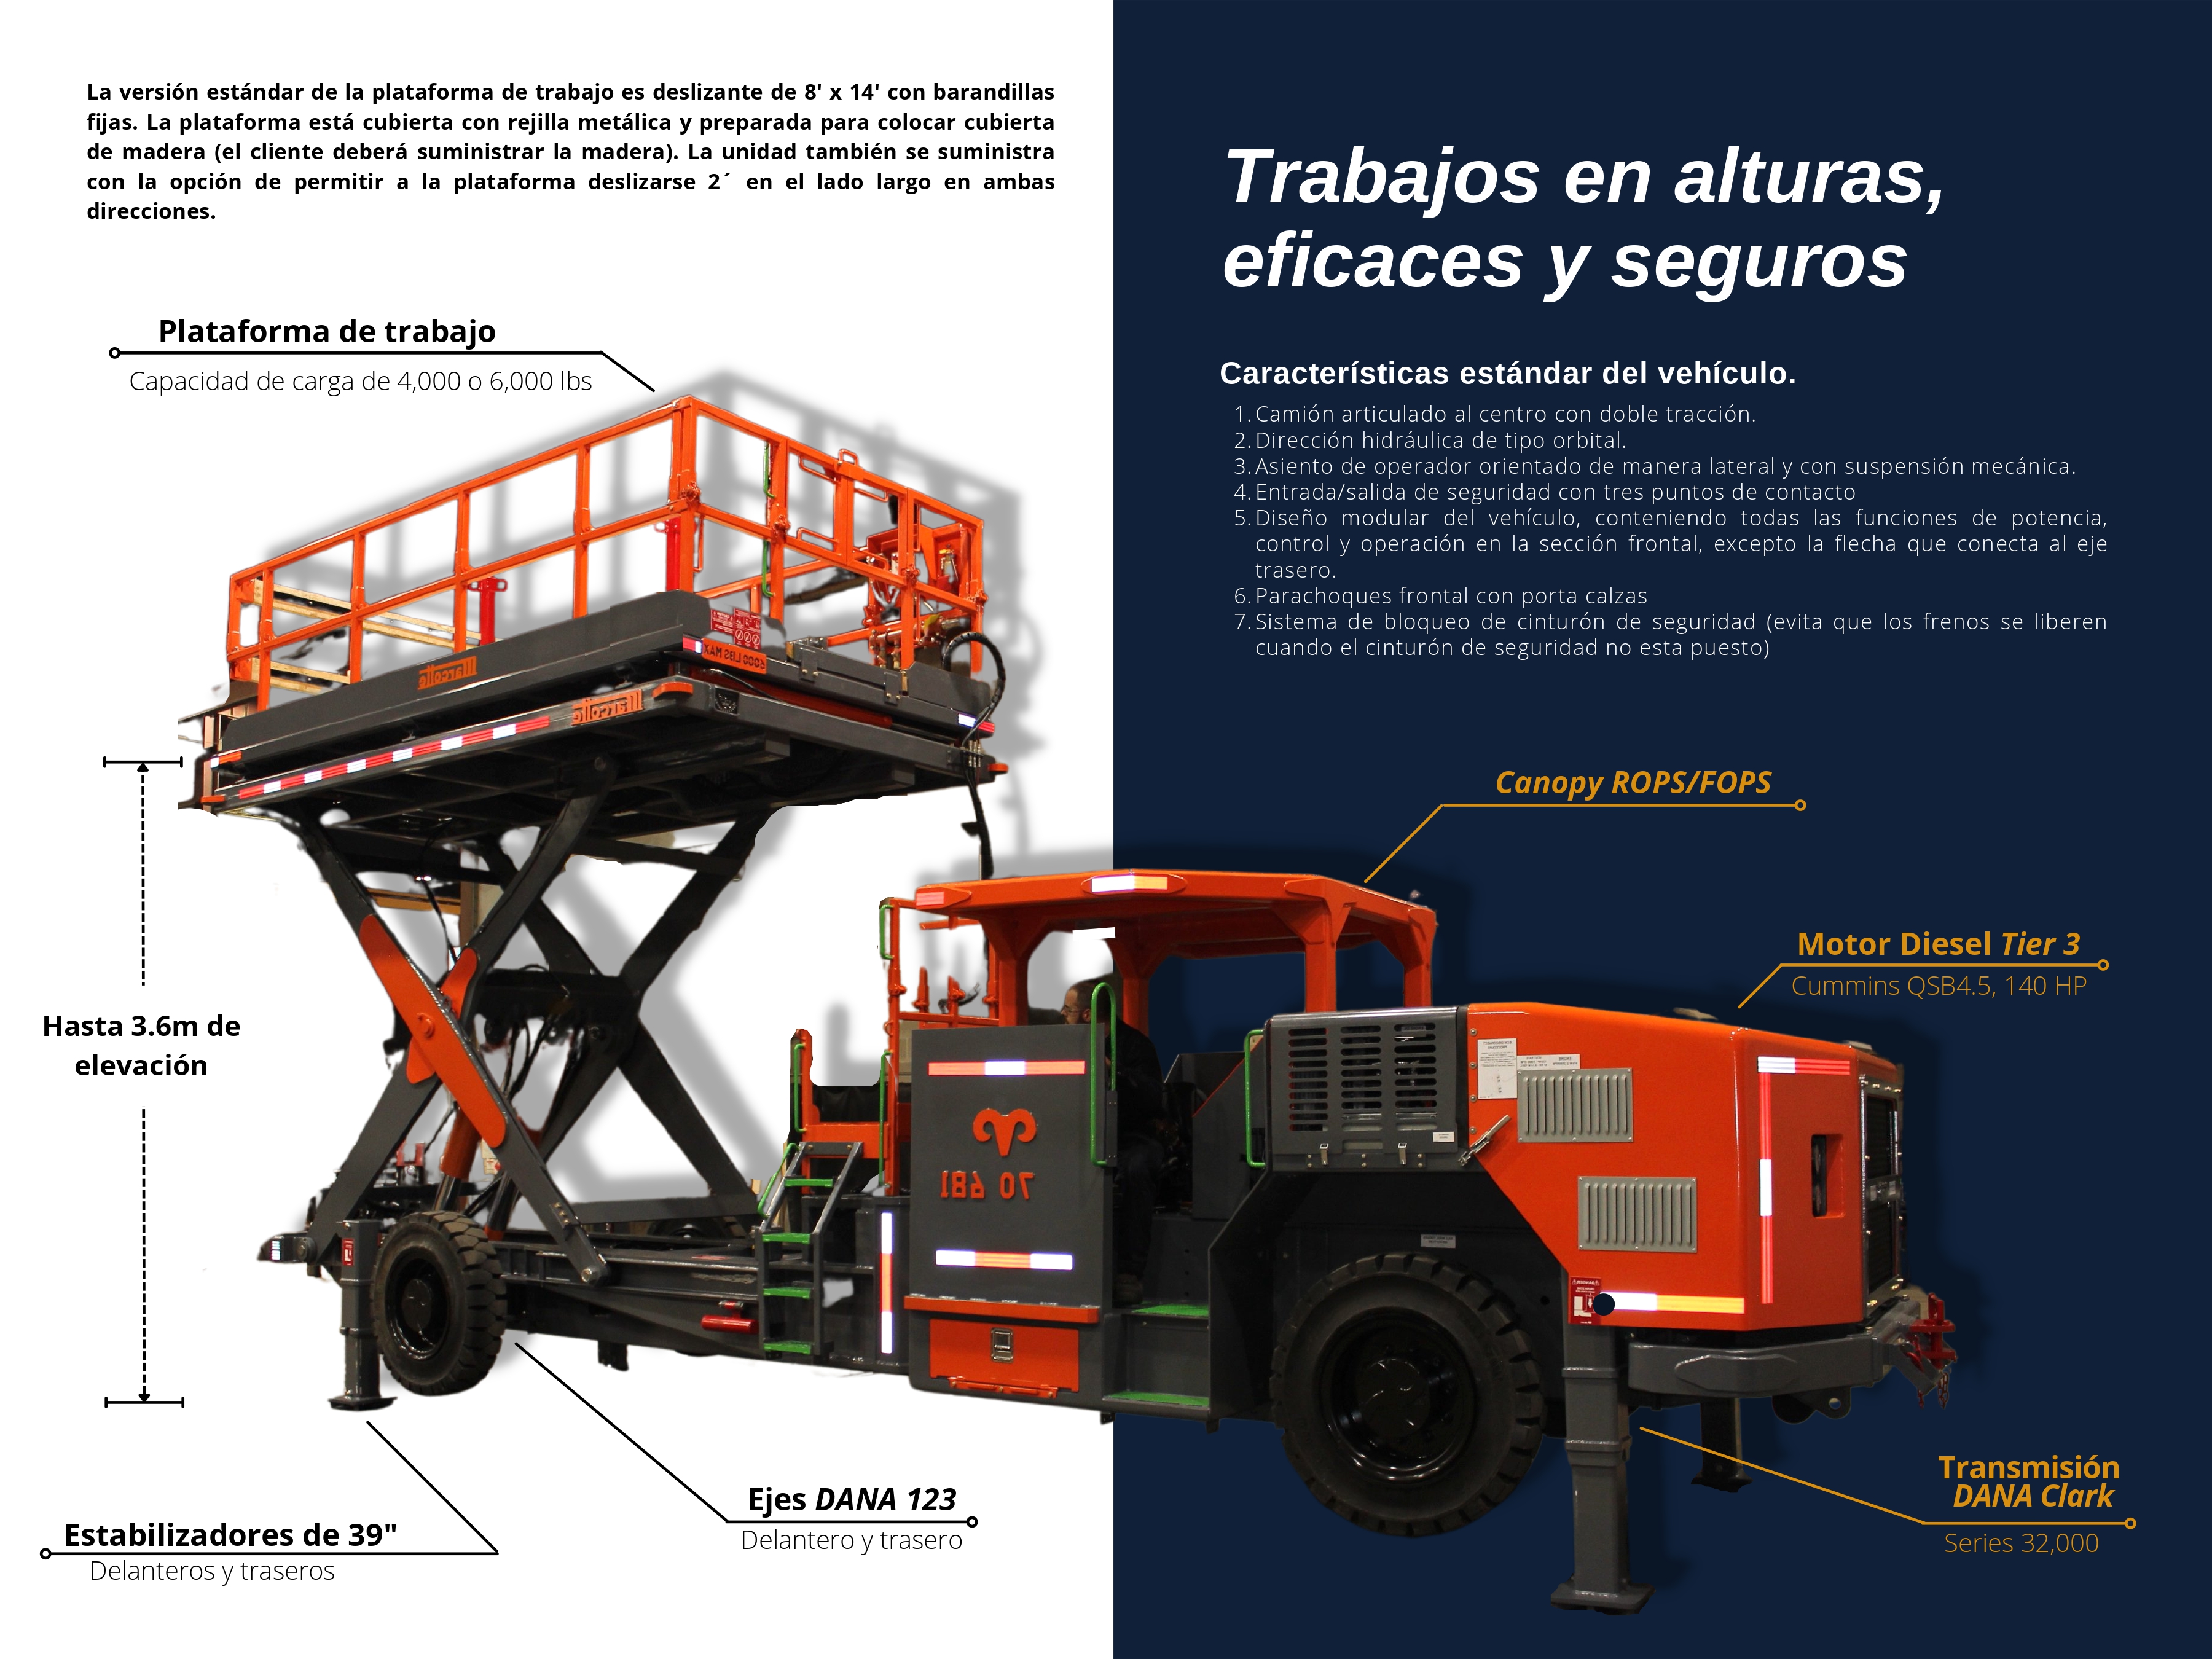 La versión estándar de la plataforma de trabajo es deslizante de 8' x 14' con barandillas
fijas. La plataforma está cubierta con rejilla metálica y preparada para colocar cubierta
de madera (el cliente deberá suministrar la madera). La unidad también se suministra
con la opción de permitir a la plataforma deslizarse 2´ en el lado largo en ambas
direcciones.
Plataforma de trabajo
Capacidad de carga de 4,000 o 6,000 lbs
6000 LBS MAX
Marcotte
Marcotte
Hasta 3.6m de
elevación
Estabilizadores de 39"
Delanteros y traseros
Ejes DANA 123
Delantero y trasero
Trabajos en alturas,
eficaces y seguros
Características estándar del vehículo.
1. Camión articulado al centro con doble tracción.
2. Dirección hidráulica de tipo orbital.
3. Asiento de operador orientado de manera lateral y con suspensión mecánica.
4. Entrada/salida de seguridad con tres puntos de contacto
5. Diseño modular del vehículo, conteniendo todas las funciones de potencia,
control y operación en la sección frontal, excepto la flecha que conecta al eje
trasero.
6. Parachoques frontal con porta calzas
7. Sistema de bloqueo de cinturón de seguridad (evita que los frenos se liberen
cuando el cinturón de seguridad no esta puesto)
Canopy ROPS/FOPS
Motor Diesel Tier 3
Cummins QSB4.5, 140 HP
Transmisión
DANA Clark
Series 32,000